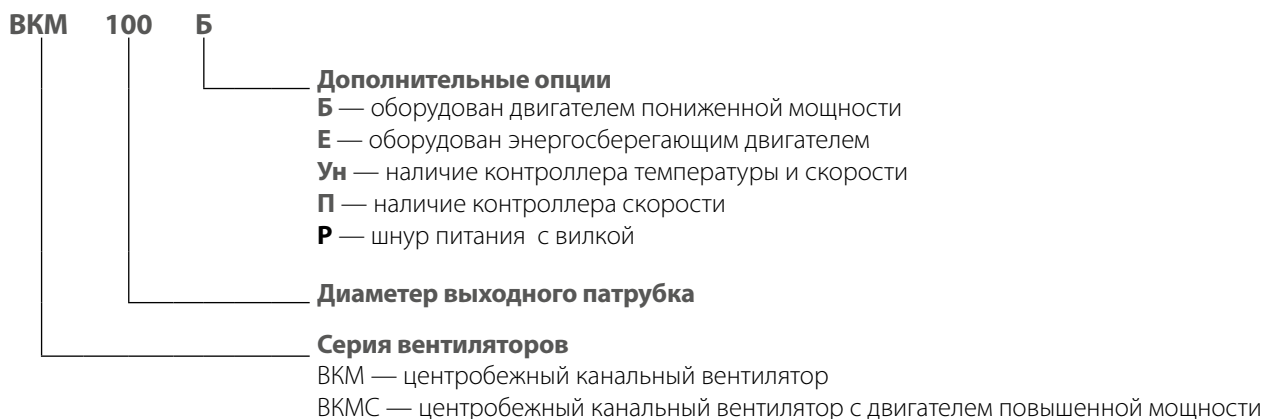 ВКМ 100 Б
Дополнительные опции
Б — оборудован двигателем пониженной мощности
Е — оборудован энергосберегающим двигателем
Ун — наличие контроллера температуры и скорости
П — наличие контроллера скорости
Р — шнур питания с вилкой
Диаметр выходного патрубка
Серия вентиляторов
ВКМ — центробежный канальный вентилятор
ВКМС — центробежный канальный вентилятор с двигателем повышенной мощности